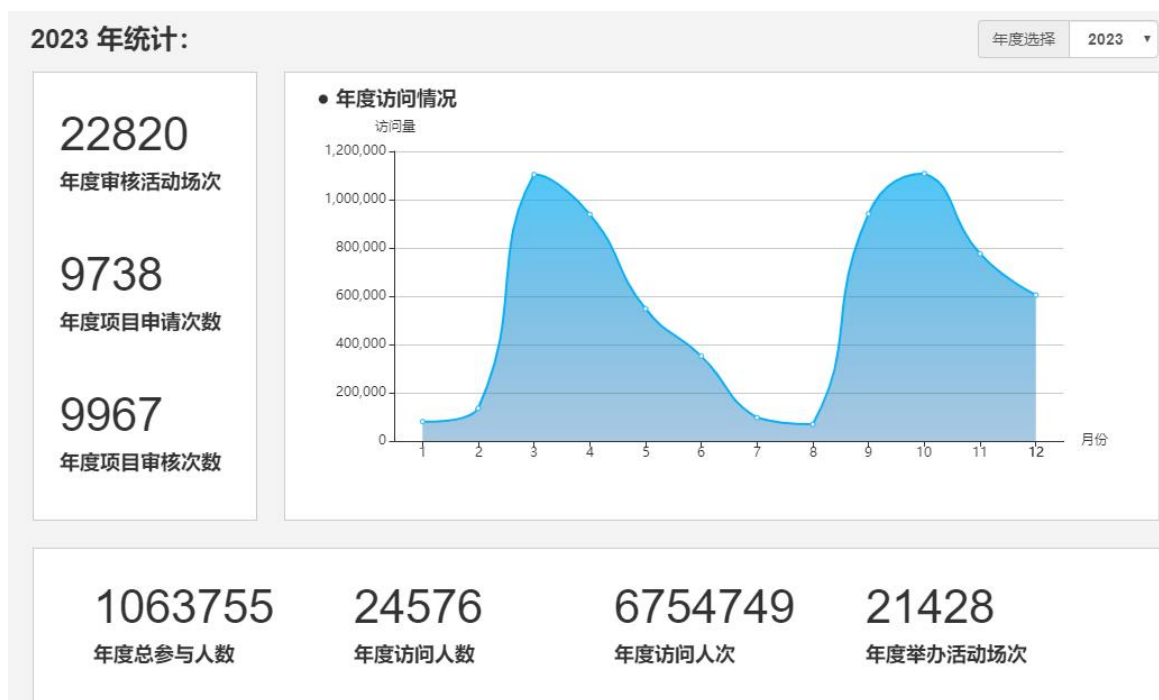 2023 年统计：
年度选择 2023
22820
年度审核活动场次
9738
年度项目申请次数
9967
年度项目审核次数
● 年度访问情况
访问量
1,200,000
1,000,000
800,000
600,000
400,000
200,000
0
1 2 3 4 5 6 7 8 9 10 11 12
月份
1063755 24576 6754749 21428
年度总参与人数 年度访问人数 年度访问人次 年度举办活动场次